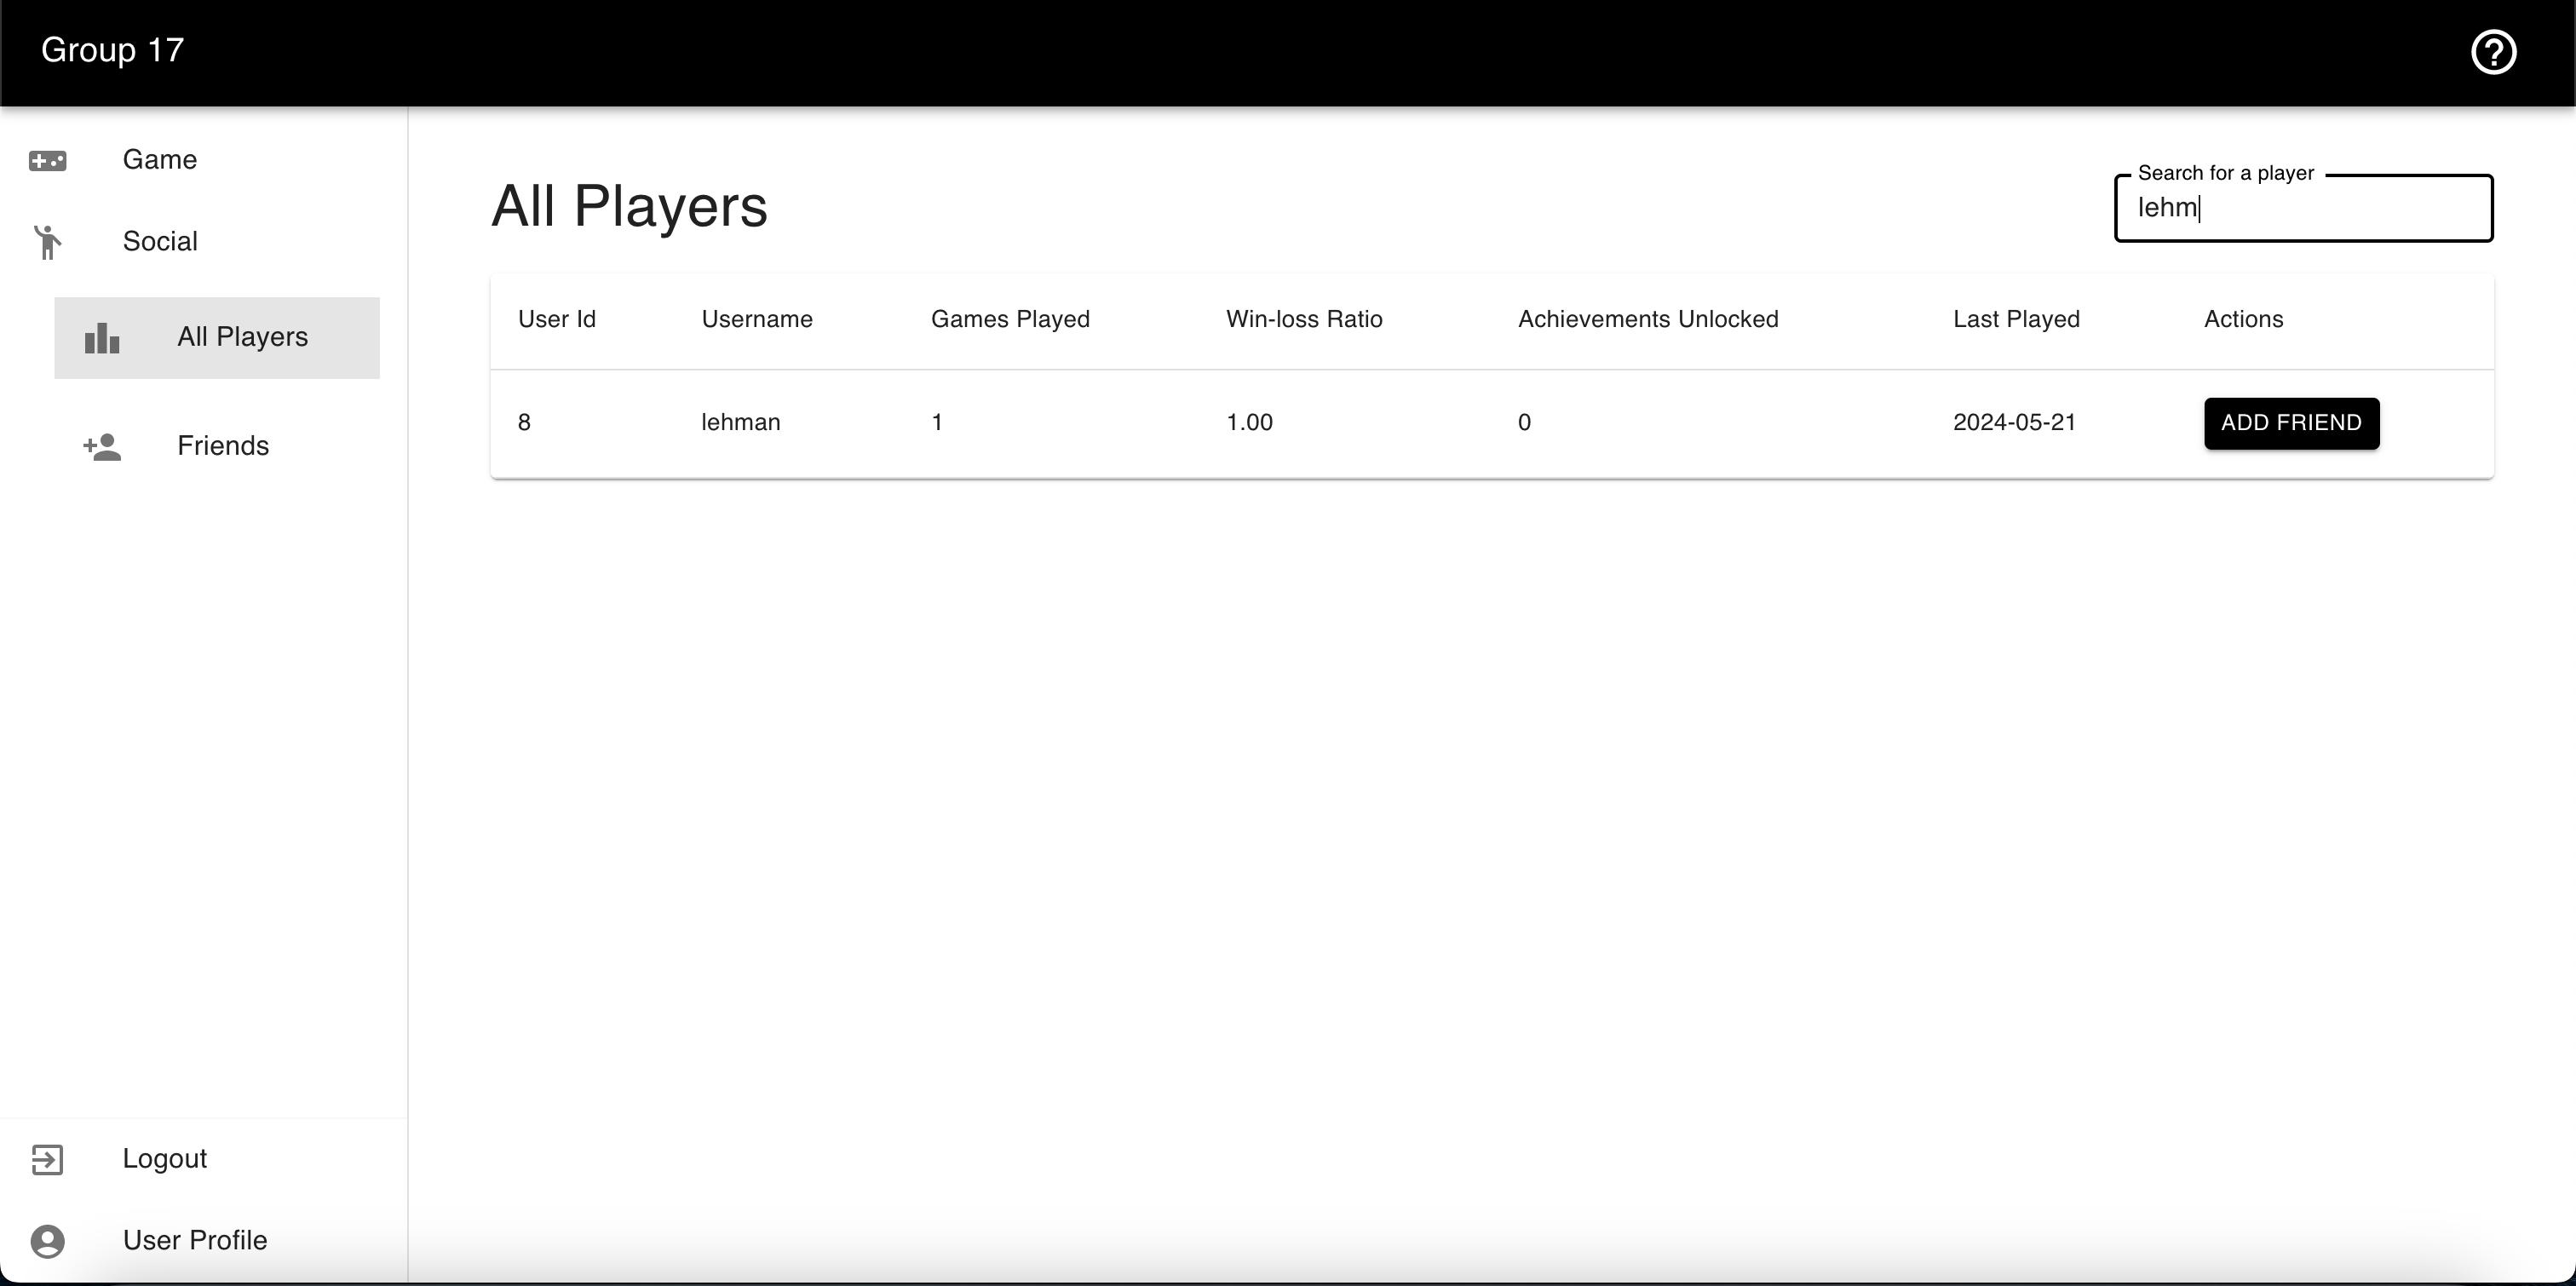 Group 17
Game
Social
All Players
Friends
Logout
User Profile
All Players
Search for a player
lehm
User Id Username Games Played Win-loss Ratio Achievements Unlocked Last Played Actions
8 lehman 1 1.00 0 2024-05-21 ADD FRIEND